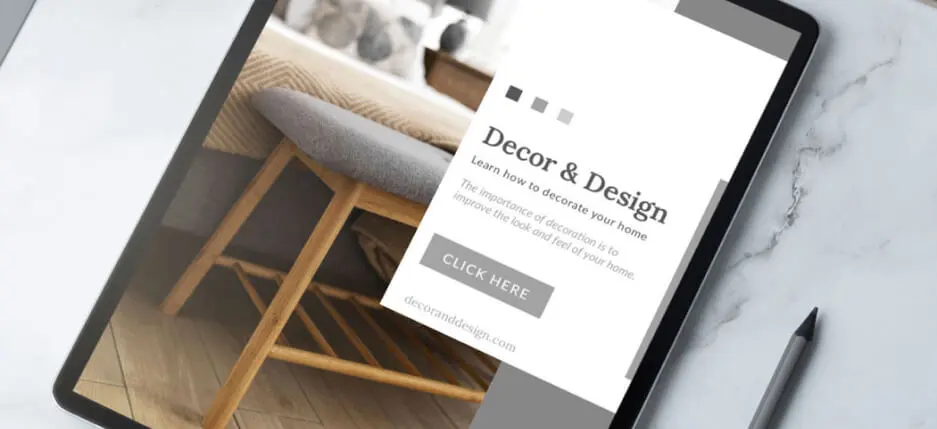 Decor & Design
Learn how to decorate your home
The importance of decoration is to
improve the look and feel of your home.
CLICK HERE
decoranddesign.com